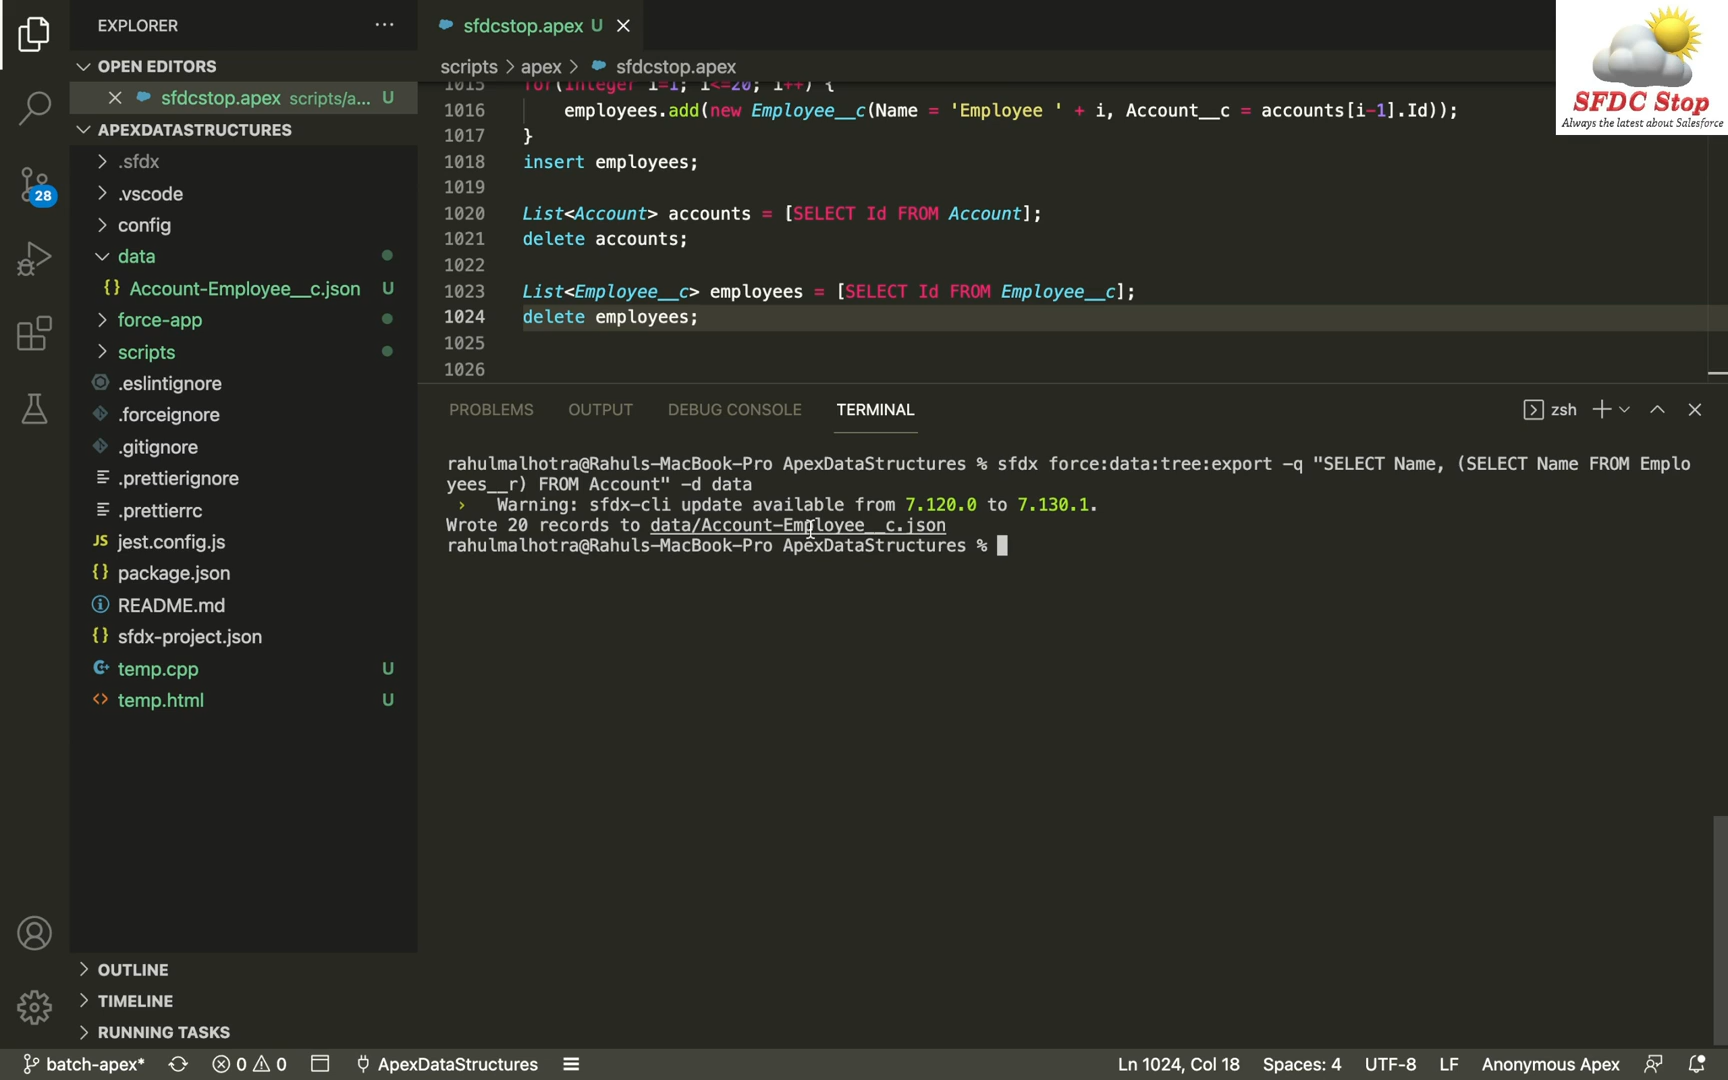 EXPLORER
OPEN EDITORS
sfdcstop.apex scripts/a... U
APEXDATASTRUCTURES
.sfdx
.vscode
config
data
{} Account-Employee__c.json U
force-app
scripts
.eslintignore
.forceignore
.gitignore
.prettierignore
.prettierrc
JS jest.config.js
{} package.json
README.md
{} sfdx-project.json
temp.cpp U
<> temp.html U
OUTLINE
TIMELINE
RUNNING TASKS
28
sfdcstop.apex U
scripts > apex > sfdcstop.apex
1015 for(Integer i=1; i<=20; i++) {
1016 employees.add(new Employee__c(Name = 'Employee ' + i, Account__c = accounts[i-1].Id));
1017 }
1018 insert employees;
1019
1020 List<Account> accounts = [SELECT Id FROM Account];
1021 delete accounts;
1022
1023 List<Employee__c> employees = [SELECT Id FROM Employee__c];
1024 delete employees;
1025
1026
SFDC Stop
Always the latest about Salesforce
PROBLEMS OUTPUT DEBUG CONSOLE TERMINAL zsh
rahulmalhotra@Rahuls-MacBook-Pro ApexDataStructures % sfdx force:data:tree:export -q "SELECT Name, (SELECT Name FROM Emplo
yees__r) FROM Account" -d data
› Warning: sfdx-cli update available from 7.120.0 to 7.130.1.
Wrote 20 records to data/Account-Employee__c.json
rahulmalhotra@Rahuls-MacBook-Pro ApexDataStructures %
batch-apex* 0 0 ApexDataStructures Ln 1024, Col 18 Spaces: 4 UTF-8 LF Anonymous Apex